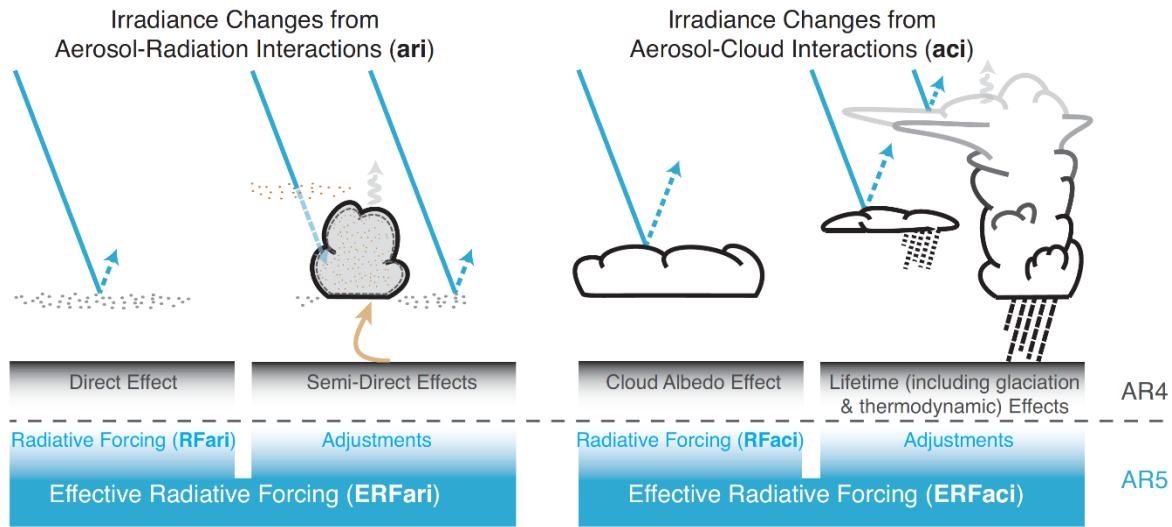 Irradiance Changes from
Aerosol-Radiation Interactions (ari)
Irradiance Changes from
Aerosol-Cloud Interactions (aci)
Direct Effect
Semi-Direct Effects
Cloud Albedo Effect
Lifetime (including glaciation
& thermodynamic) Effects
AR4
Radiative Forcing (RFari)
Adjustments
Radiative Forcing (RFaci)
Adjustments
Effective Radiative Forcing (ERFari)
Effective Radiative Forcing (ERFaci)
AR5